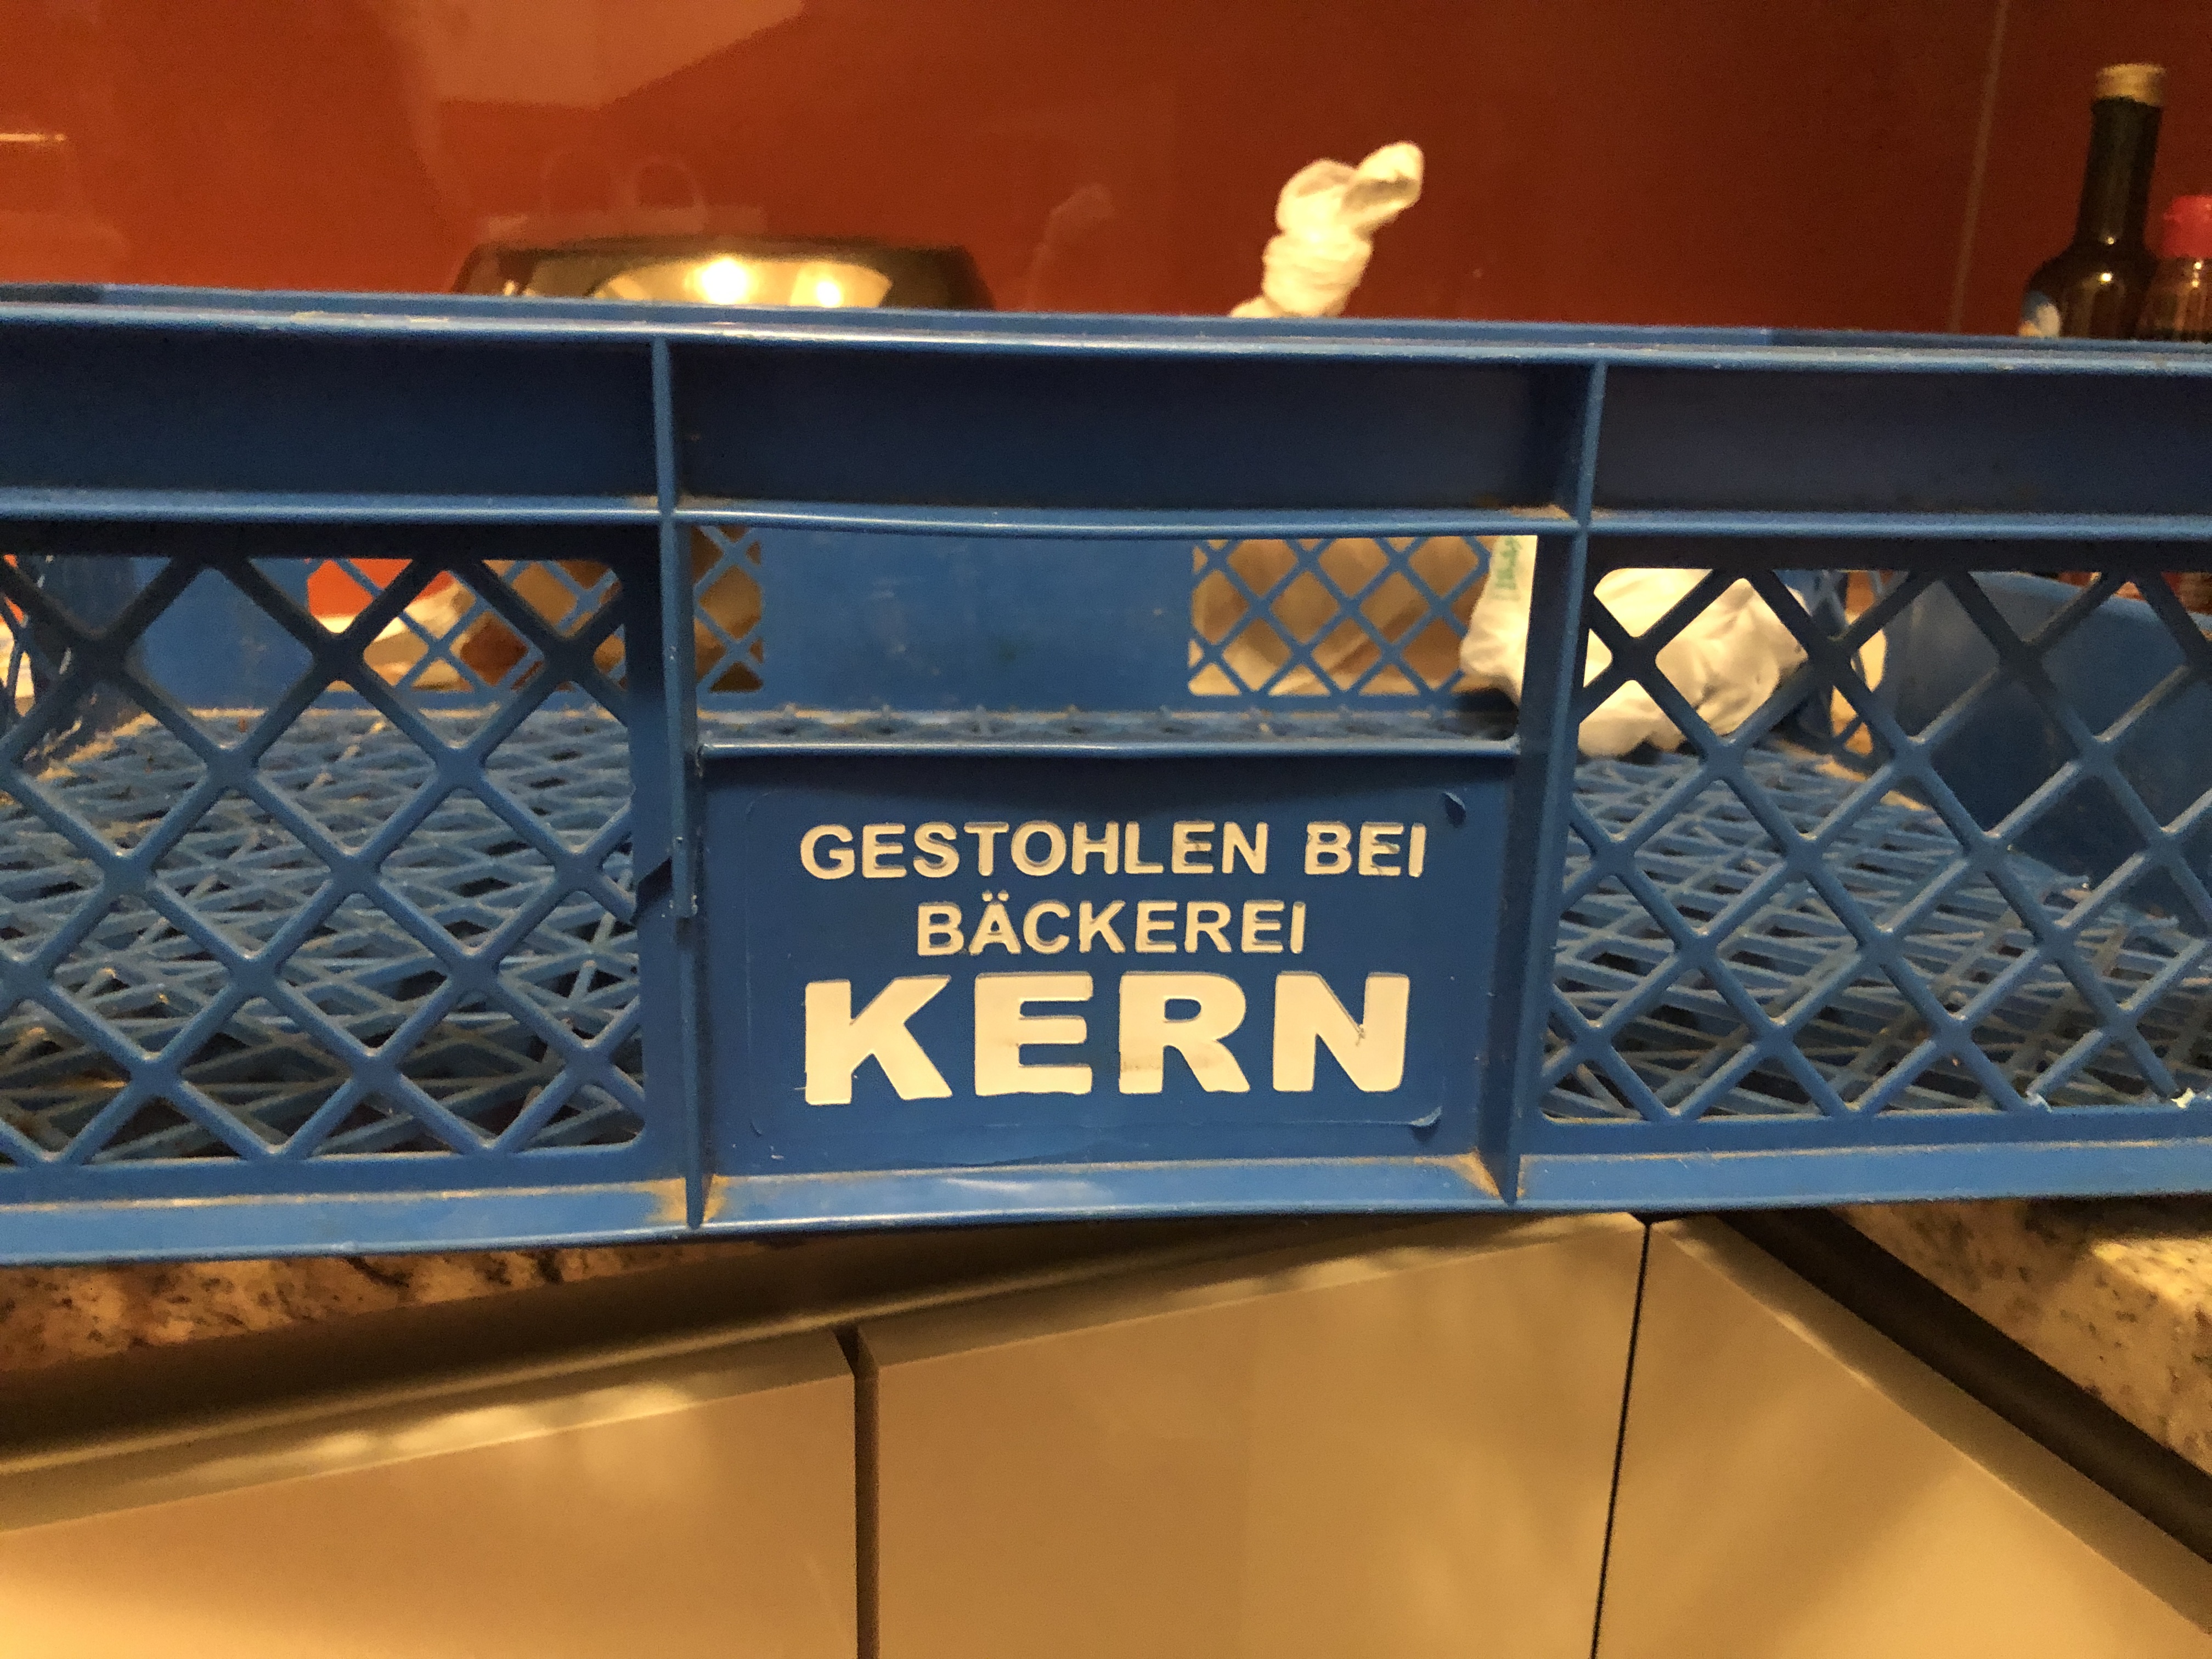 GESTOHLEN BEI
BÄCKEREI
KERN